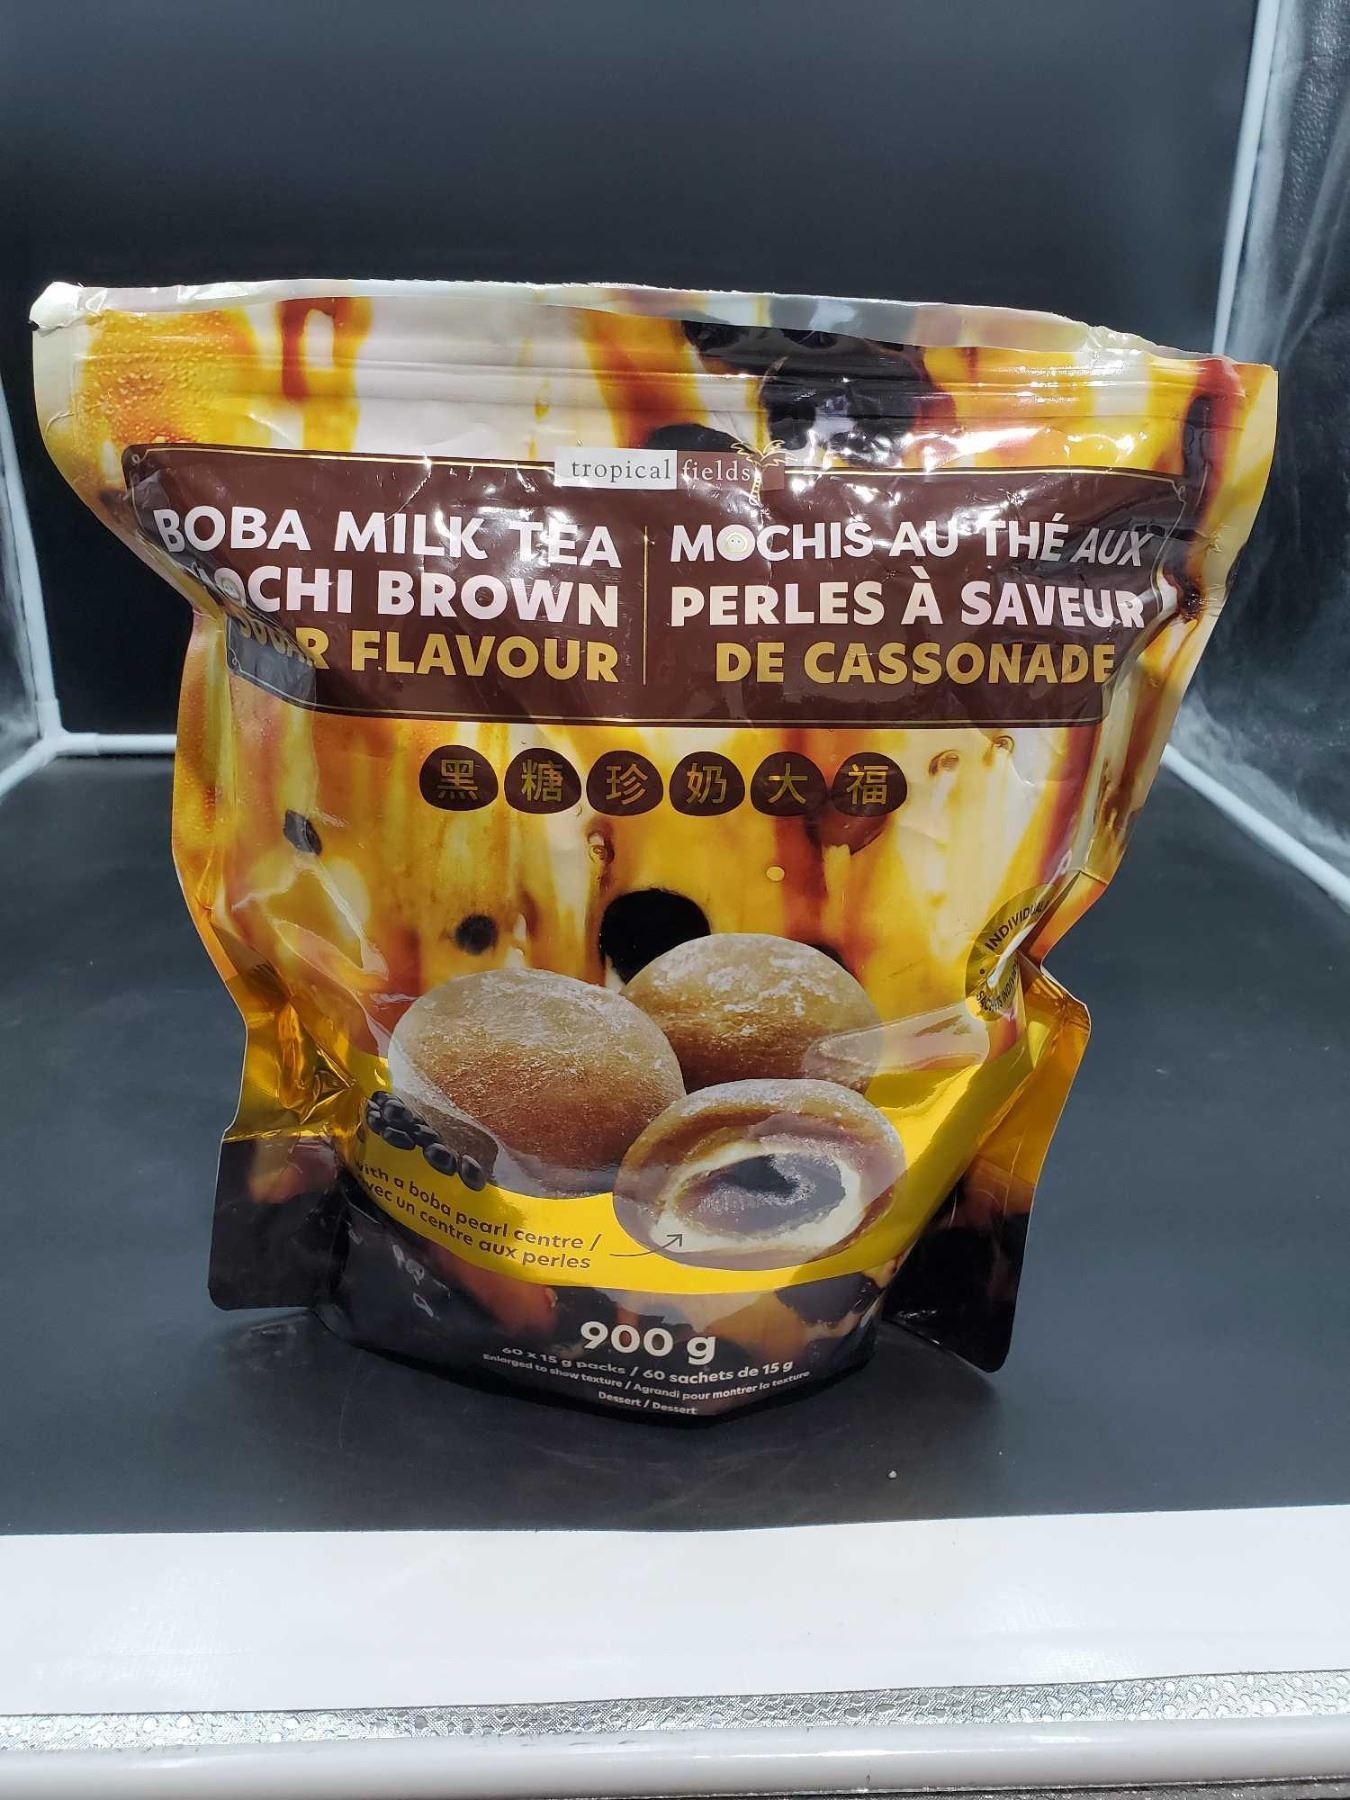 tropical fields
BOBA MILK TEA
MOCHI BROWN
SUGAR FLAVOUR
MOCHIS AU THÉ AUX
PERLES À SAVEUR
DE CASSONADE
黑糖珍奶大福
with a boba pearl centre /
avec un centre aux perles
900 g
60 x 15 g packs / 60 sachets de 15 g
Enlarged to show texture / Agrandi pour montrer la texture
Dessert / Dessert